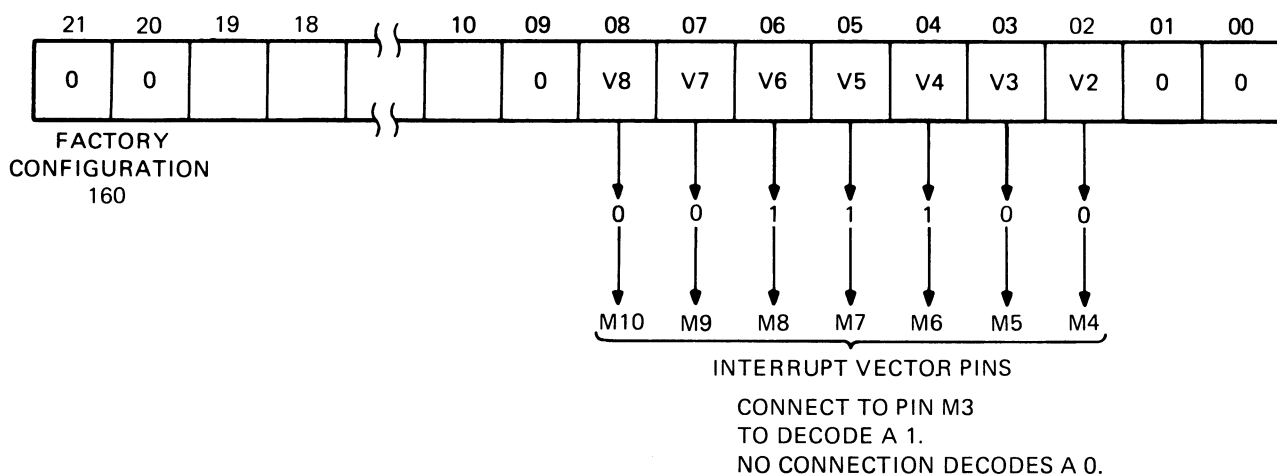 21 20 19 18 10 09 08 07 06 05 04 03 02 01 00
0 0 0 V8 V7 V6 V5 V4 V3 V2 0 0
FACTORY
CONFIGURATION
160
0 0 1 1 1 0 0
M10 M9 M8 M7 M6 M5 M4
INTERRUPT VECTOR PINS
CONNECT TO PIN M3
TO DECODE A 1.
NO CONNECTION DECODES A 0.